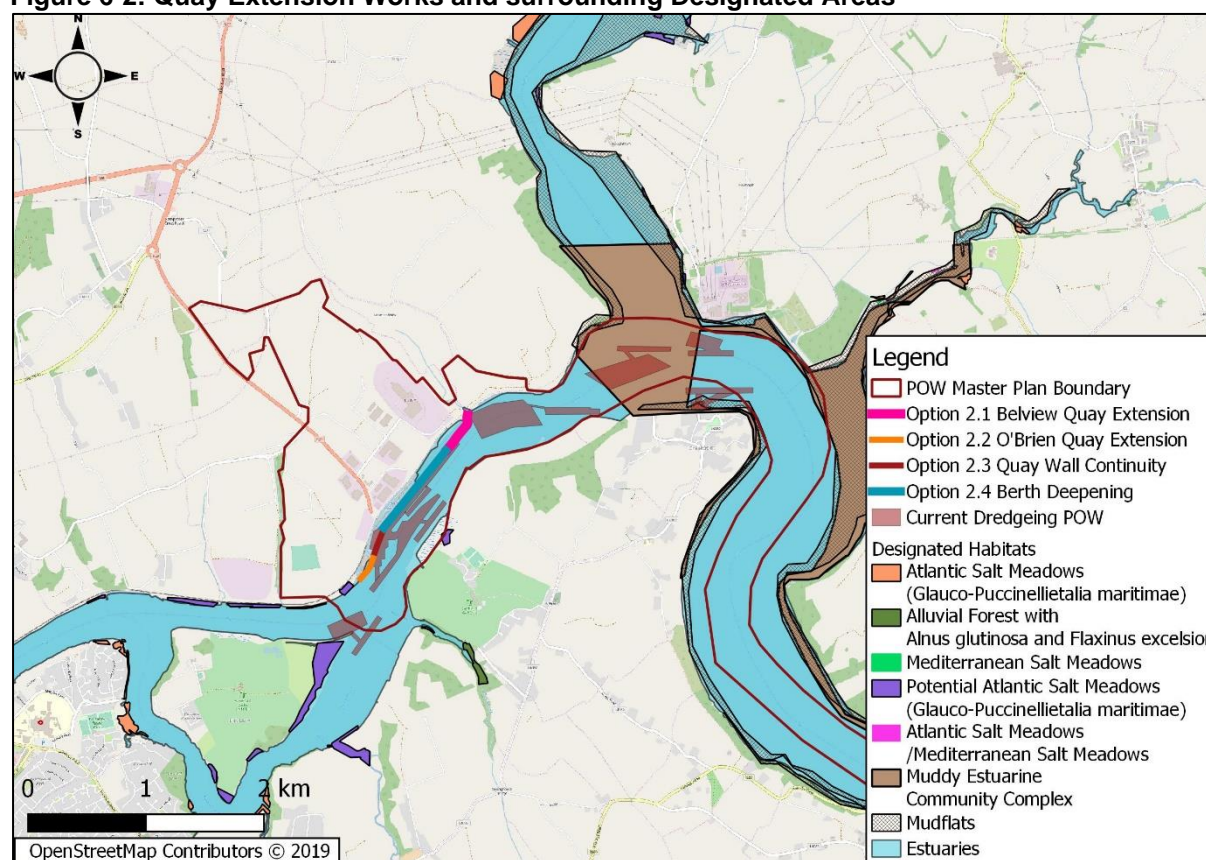 Figure 6-2: Quay Extension Works and surrounding Designated Areas
N
W
E
S
Legend
POW Master Plan Boundary
Option 2.1 Belview Quay Extension
Option 2.2 O'Brien Quay Extension
Option 2.3 Quay Wall Continuity
Option 2.4 Berth Deepening
Current Dredgeing POW
Designated Habitats
Atlantic Salt Meadows
(Glauco-Puccinellietalia maritimae)
Alluvial Forest with
Alnus glutinosa and Flaxinus excelsior
Mediterranean Salt Meadows
Potential Atlantic Salt Meadows
(Glauco-Puccinellietalia maritimae)
Atlantic Salt Meadows
/Mediterranean Salt Meadows
Muddy Estuarine
Community Complex
Mudflats
Estuaries
0 1 2 km
OpenStreetMap Contributors © 2019